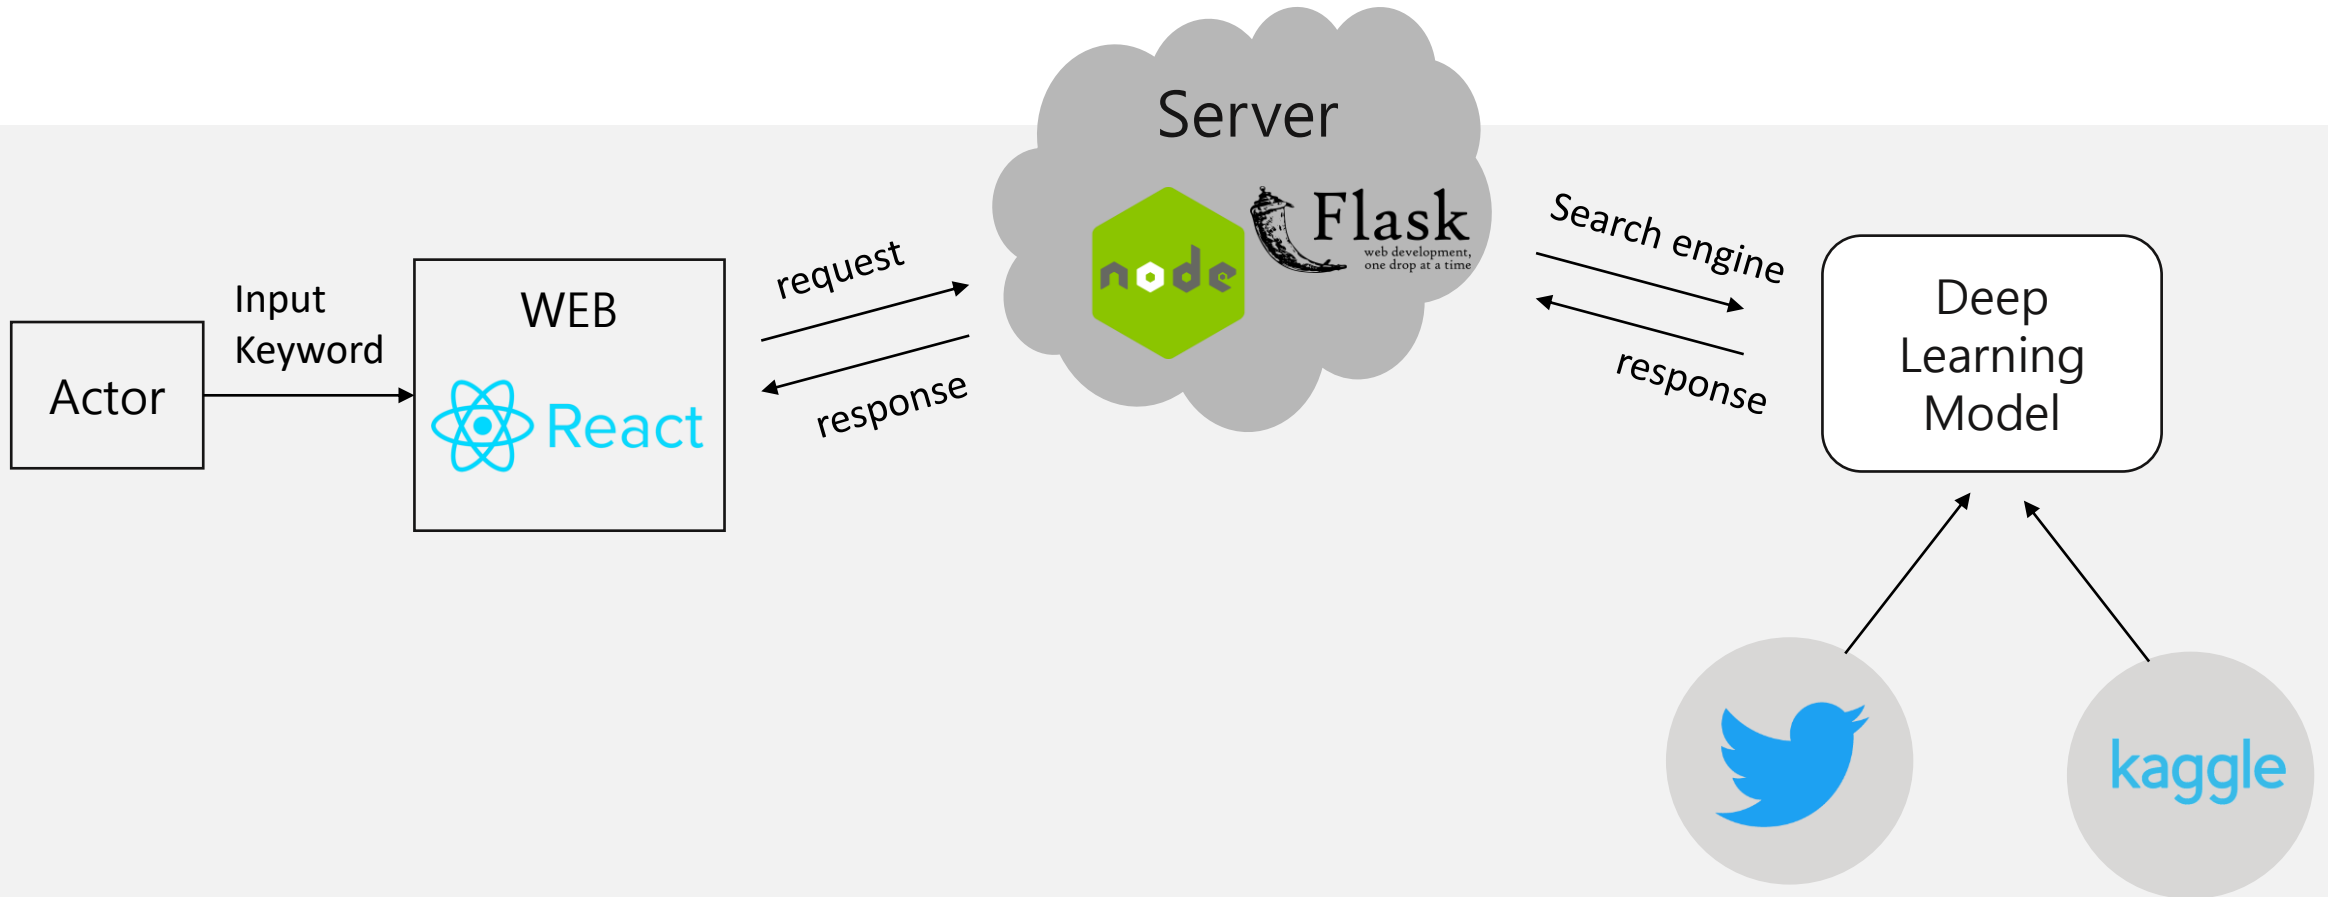 Server
Flask
web development,
one drop at a time
node
Search engine
request
response
Input
Keyword
WEB
React
Actor
response
Deep
Learning
Model
kaggle